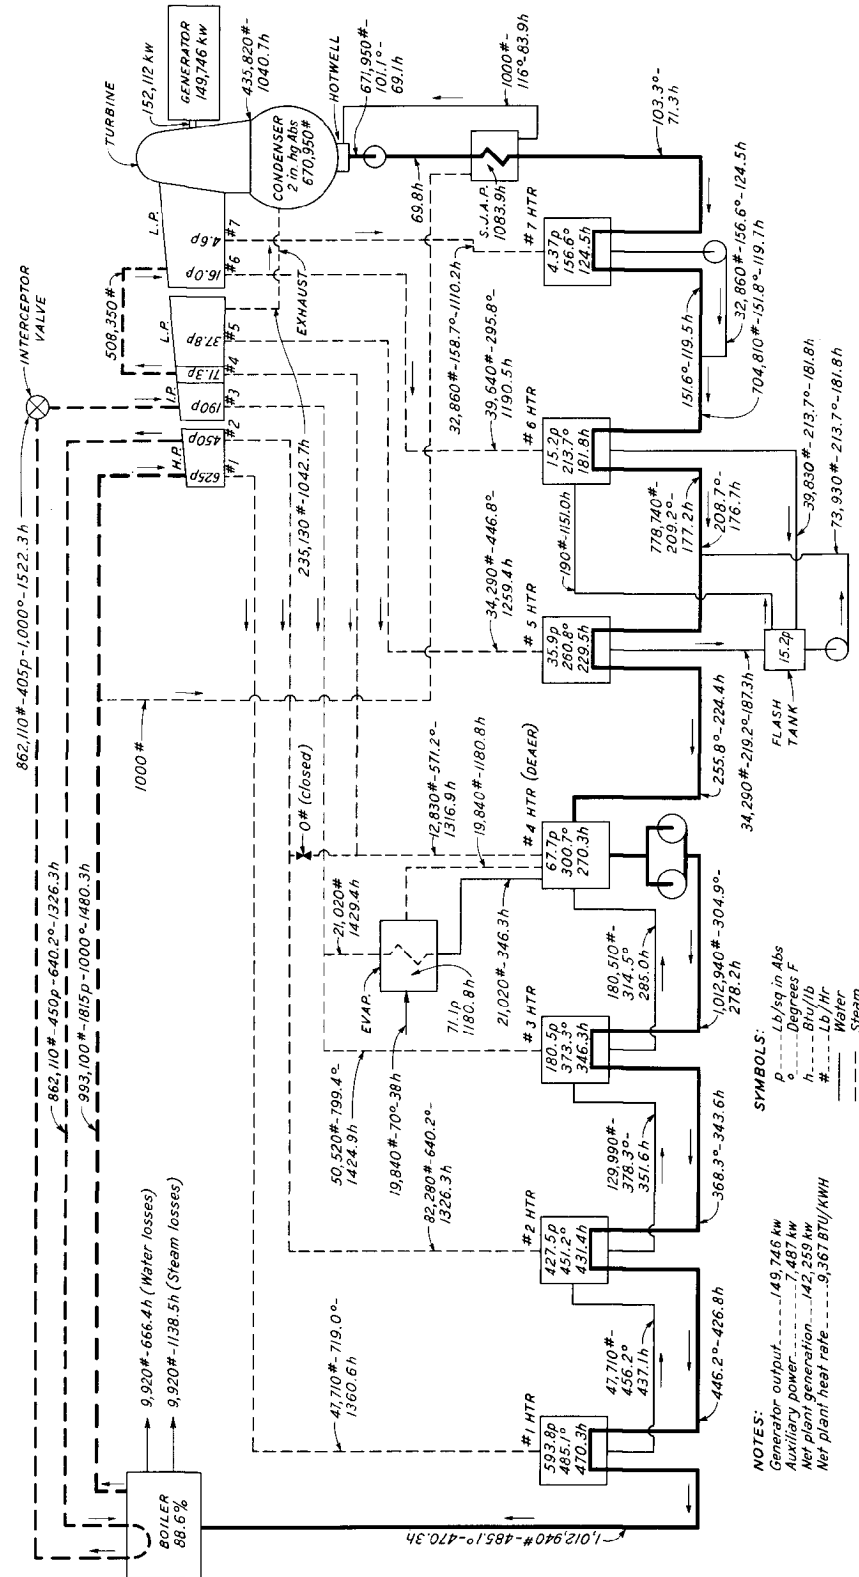 862,110#-405p-1,000°-1522.3h
INTERCEPTOR
VALVE
862,110#-450p-640.2°-1326.3h
993,100#-1815p-1000°-1480.3h
BOILER
88.6%
9,920#-666.4h (Water losses)
9,920#-1138.5h (Steam losses)
1000#
508,350#
H.P.
625p
450p
#1
#2
I.P.
190p
#3
L.P.
71.3p
37.8p
#4
#5
L.P.
16.0p
4.6p
#6
#7
TURBINE
152,112 kw
GENERATOR
149,746 kw
435,820#-
1040.7h
CONDENSER
2 in. hg Abs
670,950#
EXHAUST
235,130#-1042.7h
HOTWELL
671,950#-
101.1°-
69.1h
1000#-
116°-83.9h
69.8h
S.J.A.P.
1083.9h
103.3°-
71.3h
47,710#-719.0°-
1360.6h
82,280#-640.2°-
1326.3h
50,520#-799.4°-
1424.9h
19,840#-70°-38h
EVAP.
21,020#
1429.4h
71.1p
1180.8h
0# (closed)
12,830#-571.2°-
1316.9h
19,840#-1180.8h
21,020#-346.3h
34,290#-446.8°-
1259.4h
39,640#-295.8°-
1190.5h
32,860#-158.7°-1110.2h
#1 HTR
593.8p
485.1°
470.3h
#2 HTR
427.5p
451.2°
431.4h
#3 HTR
180.5p
373.3°
346.3h
#4 HTR (DEAER)
67.7p
300.7°
270.3h
#5 HTR
35.9p
260.8°
229.5h
#6 HTR
15.2p
213.7°
181.8h
#7 HTR
4.37p
156.6°
124.5h
1,012,940#-485.1°-470.3h
47,710#-
456.2°
437.1h
446.2°-426.8h
129,990#-
378.3°-
351.6h
368.3°-343.6h
180,510#-
314.5°
285.0h
1,012,940#-304.9°-
278.2h
255.8°-224.4h
34,290#-219.2°-187.3h
190#-1151.0h
FLASH
TANK
15.2p
778,740#-
209.2°-
177.2h
208.7°-
176.7h
39,830#-213.7°-181.8h
73,930#-213.7°-181.8h
151.6°-119.5h
704,810#-151.8°-119.7h
32,860#-156.6°-124.5h
NOTES:
Generator output-----149,746 kw
Auxiliary power--------7,487 kw
Net plant generation---142,259 kw
Net plant heat rate-----9,367 BTU/KWH
SYMBOLS:
p----Lb/sq in Abs
°-----Degrees F
h----Btu/lb
#----Lb/Hr
Water
Steam